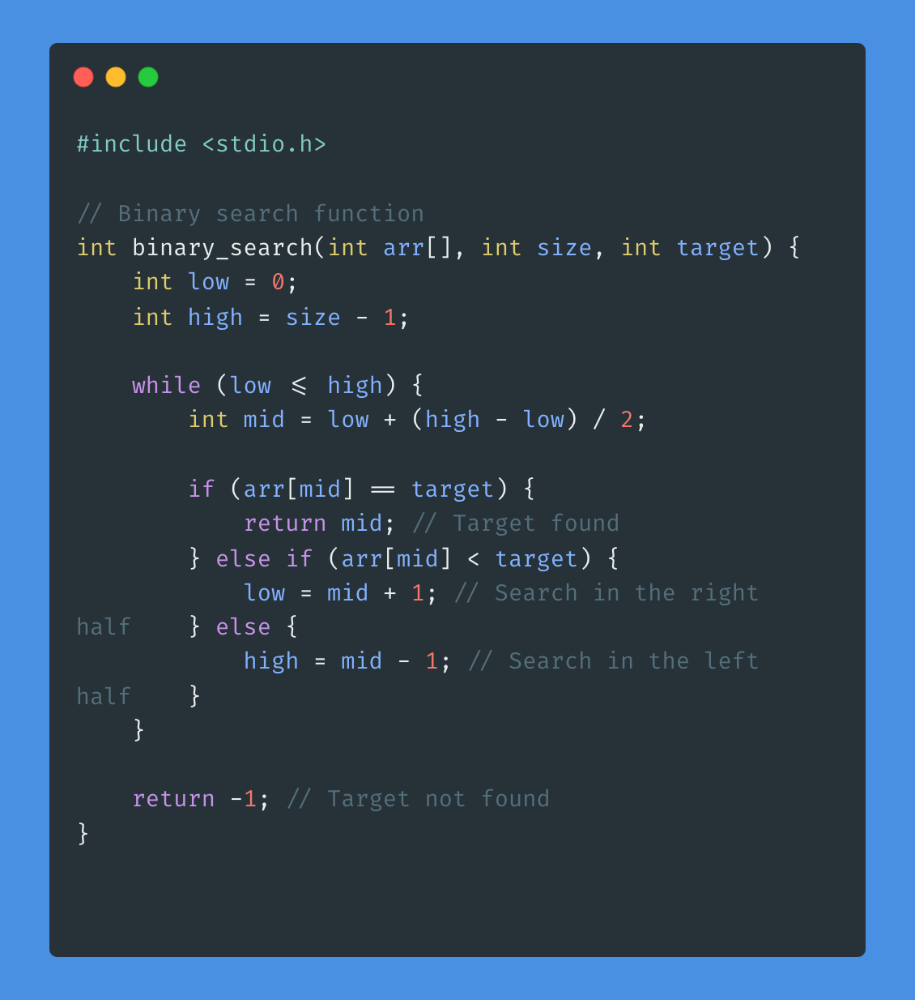 #include <stdio.h>

// Binary search function
int binary_search(int arr[], int size, int target) {
    int low = 0;
    int high = size - 1;

    while (low <= high) {
        int mid = low + (high - low) / 2;

        if (arr[mid] == target) {
            return mid; // Target found
        } else if (arr[mid] < target) {
            low = mid + 1; // Search in the right
half    } else {
            high = mid - 1; // Search in the left
half    }
    }

    return -1; // Target not found
}